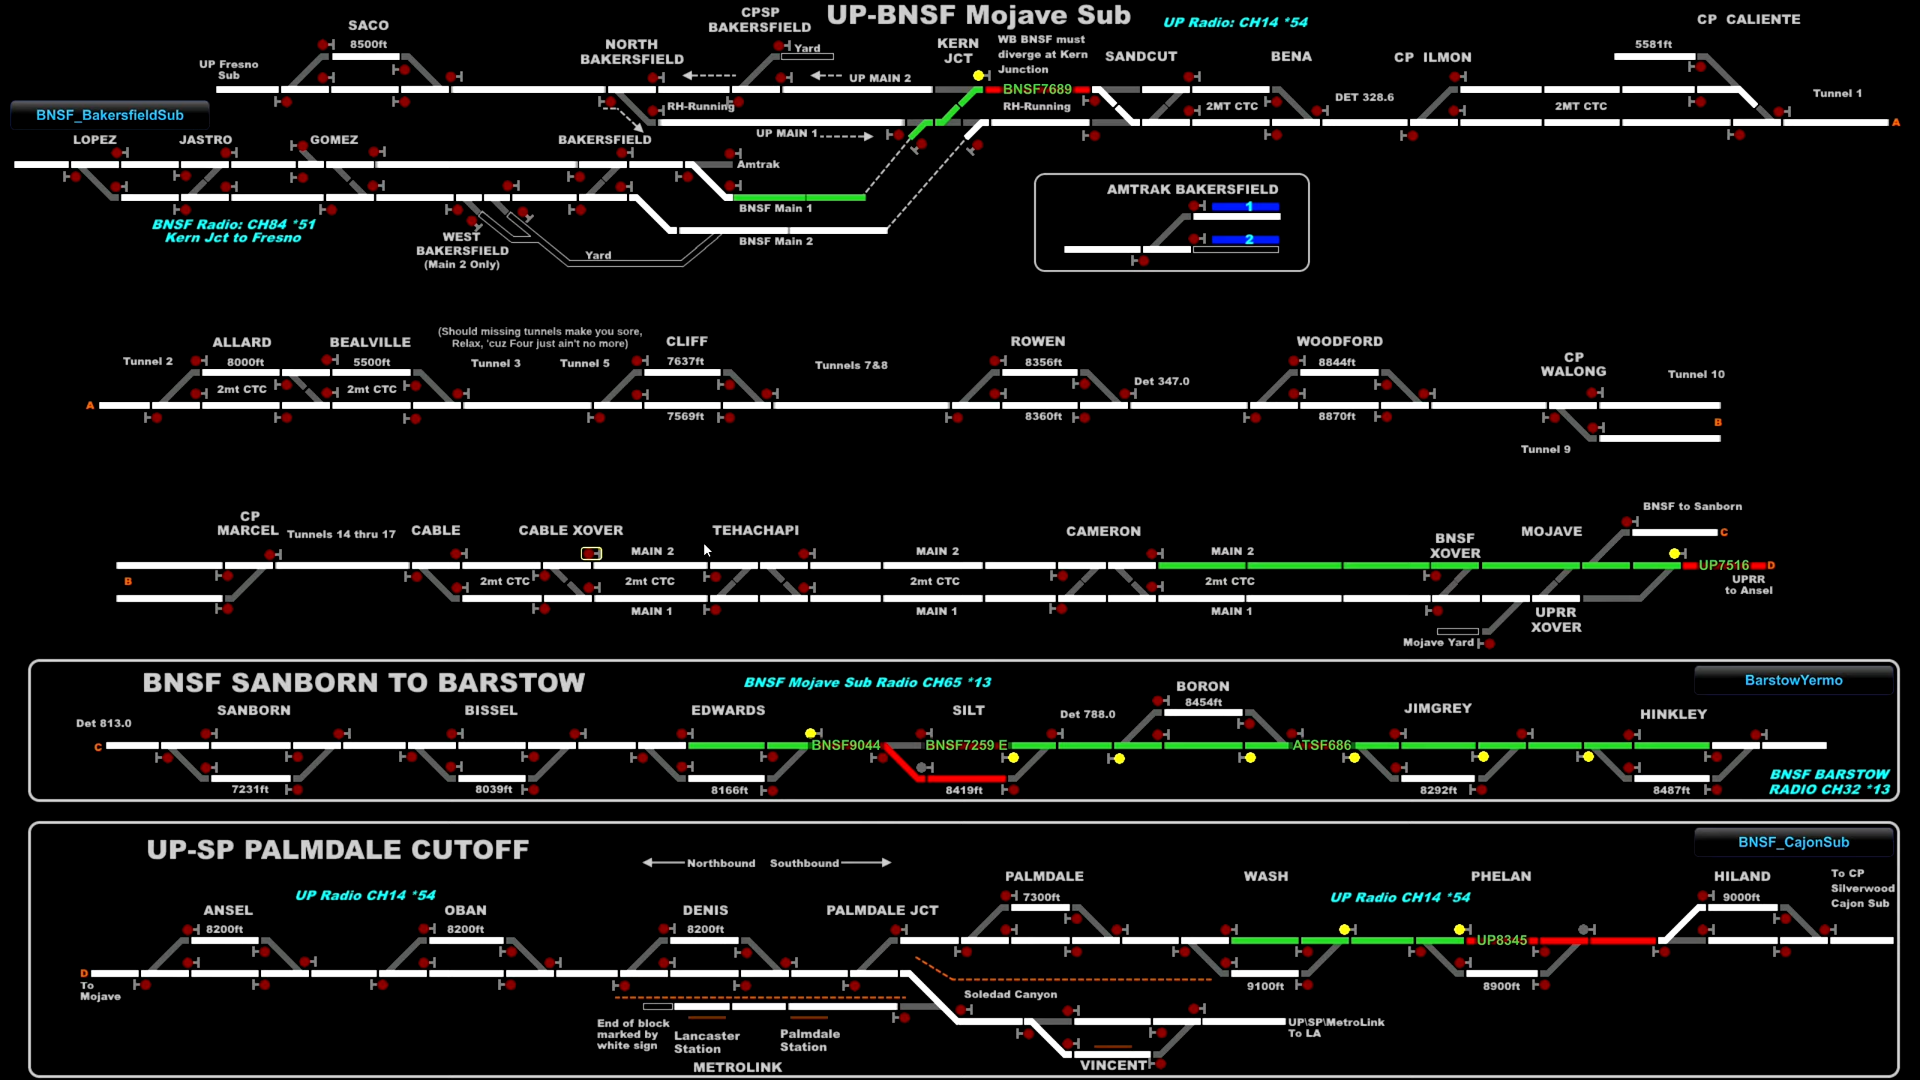 UP-BNSF Mojave Sub
UP Radio: CH14 *54
CP CALIENTE
SACO
8500ft
CPSP
BAKERSFIELD
Yard
KERN
JCT
WB BNSF must
diverge at Kern
Junction
SANDCUT
BENA
CP ILMON
5581ft
UP Fresno
Sub
NORTH
BAKERSFIELD
UP MAIN 2
BNSF7689
RH-Running
RH-Running
2MT CTC
DET 328.6
2MT CTC
Tunnel 1
A
BNSF_BakersfieldSub
UP MAIN 1
LOPEZ
JASTRO
GOMEZ
BAKERSFIELD
Amtrak
BNSF Main 1
BNSF Main 2
BNSF Radio: CH84 *51
Kern Jct to Fresno
WEST
BAKERSFIELD
(Main 2 Only)
Yard
AMTRAK BAKERSFIELD
1
2
ALLARD
8000ft
BEALVILLE
5500ft
(Should missing tunnels make you sore,
Relax, 'cuz Four just ain't no more)
CLIFF
7637ft
ROWEN
8356ft
WOODFORD
8844ft
CP
WALONG
Tunnel 2
Tunnel 3
Tunnel 5
Tunnels 7&8
Det 347.0
Tunnel 10
2mt CTC
2mt CTC
A
7569ft
8360ft
8870ft
B
Tunnel 9
CP
MARCEL
Tunnels 14 thru 17
CABLE
CABLE XOVER
TEHACHAPI
CAMERON
BNSF
XOVER
MOJAVE
BNSF to Sanborn
C
MAIN 2
MAIN 2
MAIN 2
UP7516
D
UPRR
to Ansel
B
2mt CTC
2mt CTC
2mt CTC
2mt CTC
MAIN 1
MAIN 1
MAIN 1
UPRR
XOVER
Mojave Yard
BNSF SANBORN TO BARSTOW
BNSF Mojave Sub Radio CH65 *13
BarstowYermo
Det 813.0
SANBORN
BISSEL
EDWARDS
SILT
Det 788.0
BORON
8454ft
JIMGREY
HINKLEY
C
BNSF9044
BNSF7259 E
ATSF686
7231ft
8039ft
8166ft
8419ft
8292ft
8487ft
BNSF BARSTOW
RADIO CH32 *13
UP-SP PALMDALE CUTOFF
BNSF_CajonSub
Northbound
Southbound
UP Radio CH14 *54
UP Radio CH14 *54
PALMDALE
7300ft
WASH
PHELAN
HILAND
9000ft
To CP
Silverwood
Cajon Sub
ANSEL
8200ft
OBAN
8200ft
DENIS
8200ft
PALMDALE JCT
UP8345
D
To
Mojave
9100ft
8900ft
Soledad Canyon
End of block
marked by
white sign
Lancaster
Station
Palmdale
Station
METROLINK
UP\SP\MetroLink
To LA
VINCENT